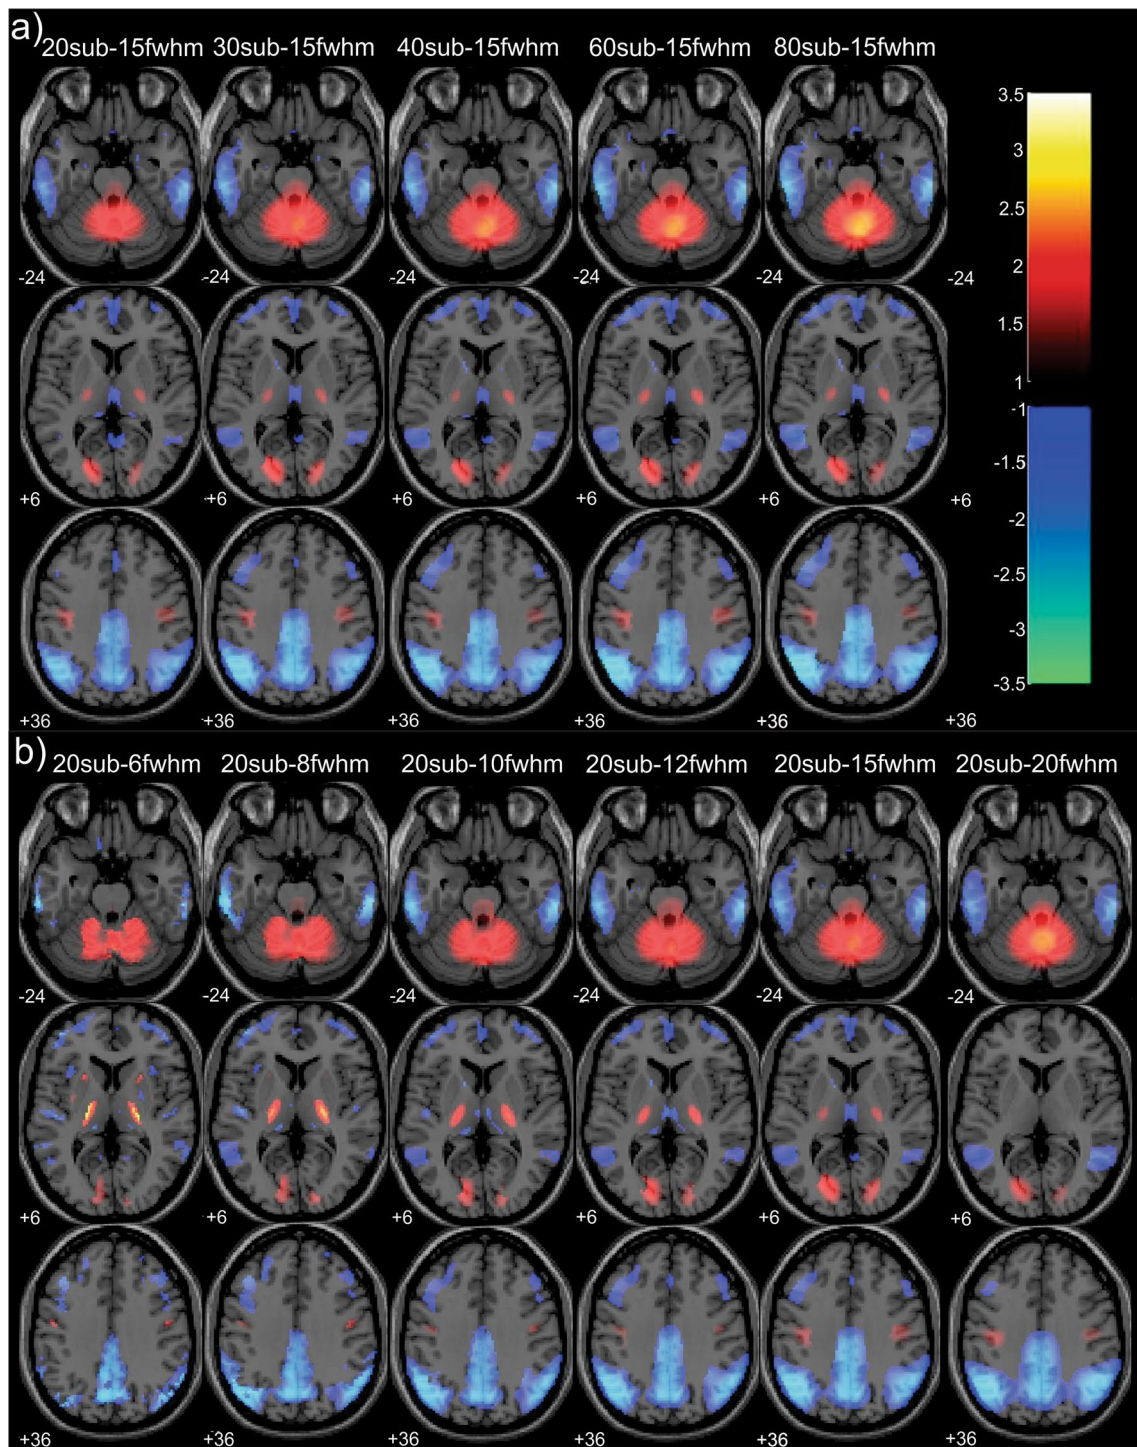 a)
20sub-15fwhm 30sub-15fwhm 40sub-15fwhm 60sub-15fwhm 80sub-15fwhm
3.5
3
2.5
2
1.5
1
-24 -24 -24 -24 -24 -24
-1
-1.5
+6 +6 +6 +6 +6 +6
-2
-2.5
-3
-3.5
+36 +36 +36 +36 +36 +36
b)
20sub-6fwhm 20sub-8fwhm 20sub-10fwhm 20sub-12fwhm 20sub-15fwhm 20sub-20fwhm
-24 -24 -24 -24 -24 -24
+6 +6 +6 +6 +6 +6
+36 +36 +36 +36 +36 +36